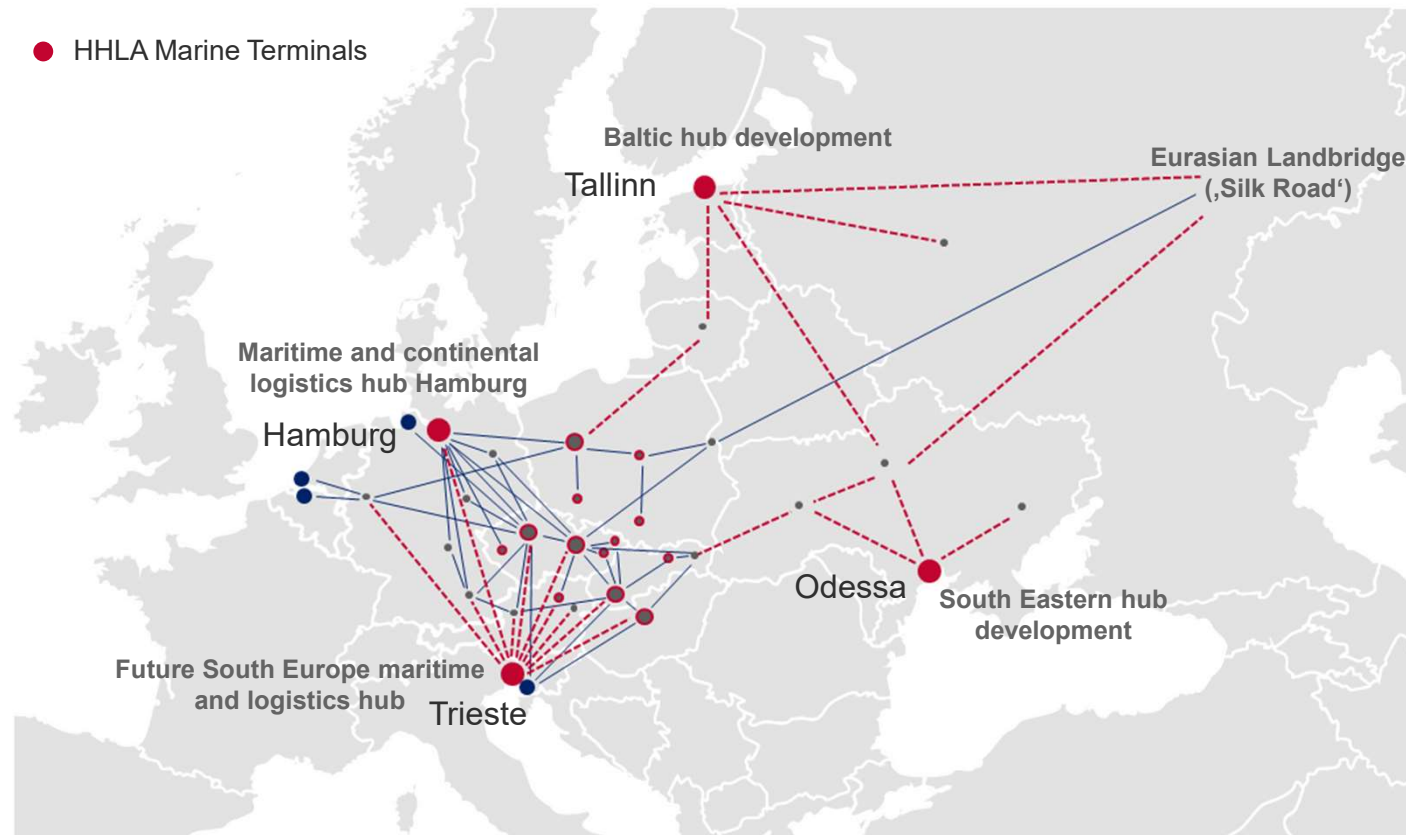 HHLA Marine Terminals
Baltic hub development
Tallinn
Eurasian Landbridge
(‚Silk Road‘)
Maritime and continental
logistics hub Hamburg
Hamburg
Odessa
South Eastern hub
development
Future South Europe maritime
and logistics hub
Trieste